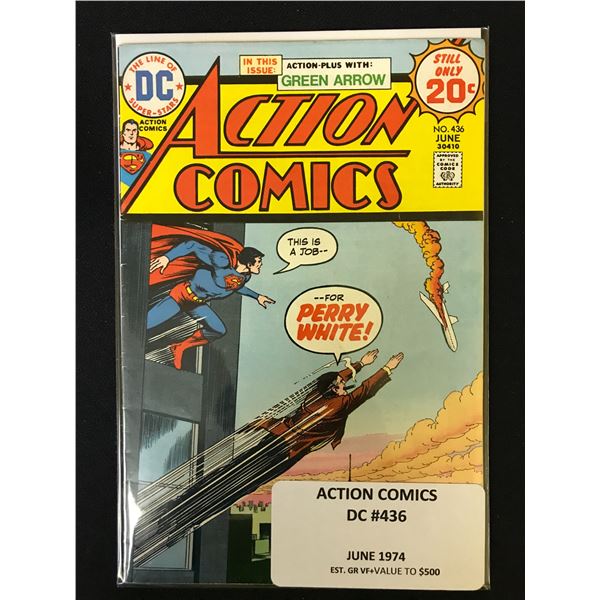 THE LINE OF
DC
SUPER-STARS
ACTION COMICS
IN THIS ISSUE:
ACTION-PLUS WITH:
GREEN ARROW
STILL
ONLY
20¢
ACTION
COMICS
NO. 436
JUNE
30410
APPROVED
BY THE
COMICS
CODE
AUTHORITY
THIS IS
A JOB--
--FOR
PERRY
WHITE!
ACTION COMICS
DC #436
JUNE 1974
EST. GR VF+VALUE TO $500